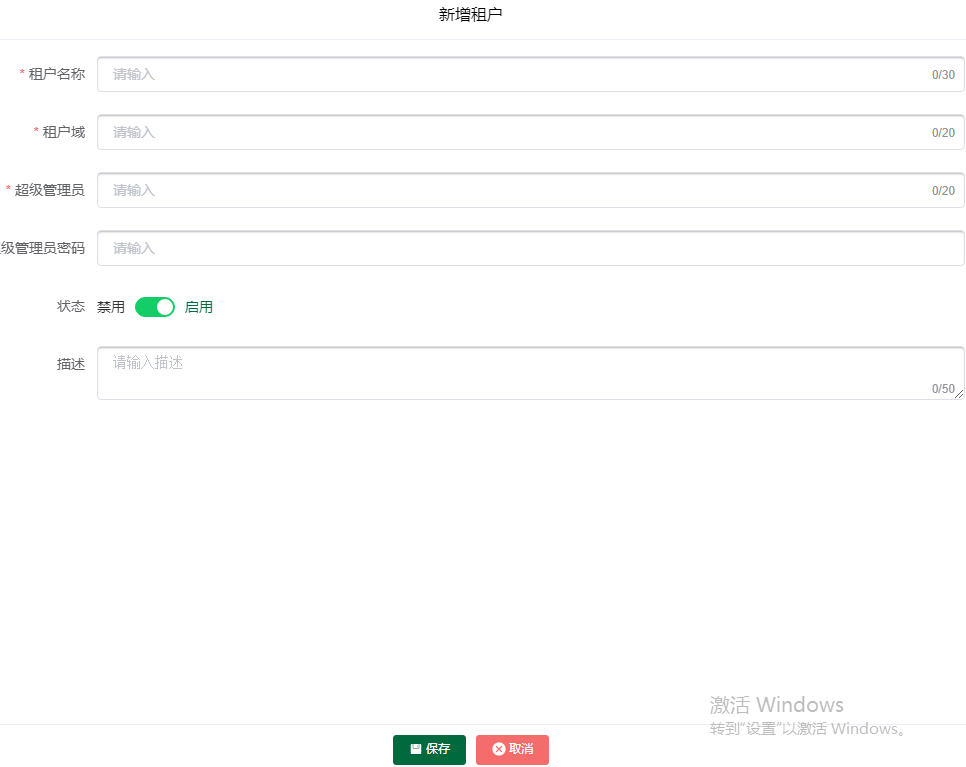 新增租户
* 租户名称 请输入 0/30
* 租户域 请输入 0/20
* 超级管理员 请输入 0/20
级管理员密码 请输入
状态 禁用 启用
描述 请输入描述 0/50
激活 Windows
转到"设置"以激活 Windows。
保存 取消